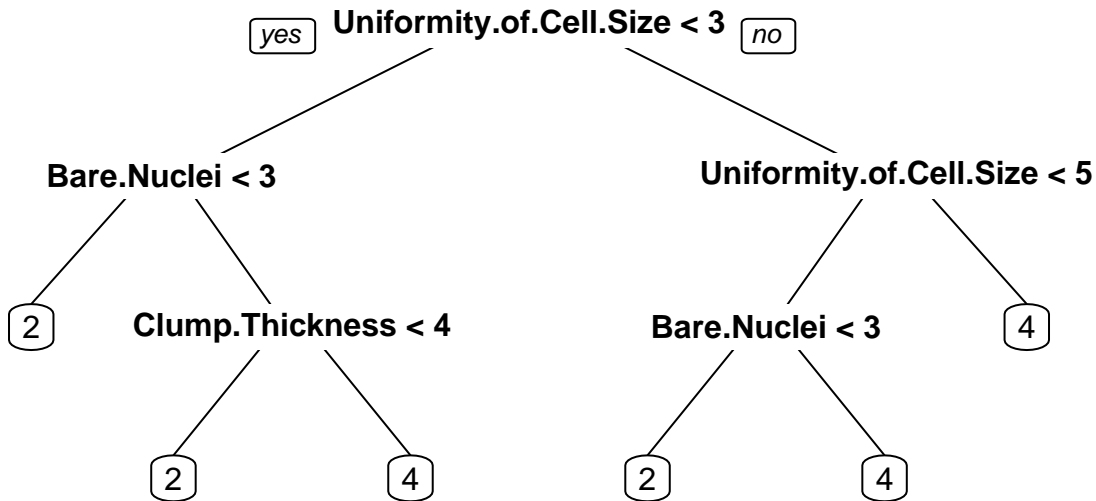 yes Uniformity.of.Cell.Size < 3 no
Bare.Nuclei < 3 Uniformity.of.Cell.Size < 5
2 Clump.Thickness < 4 Bare.Nuclei < 3 4
2 4 2 4